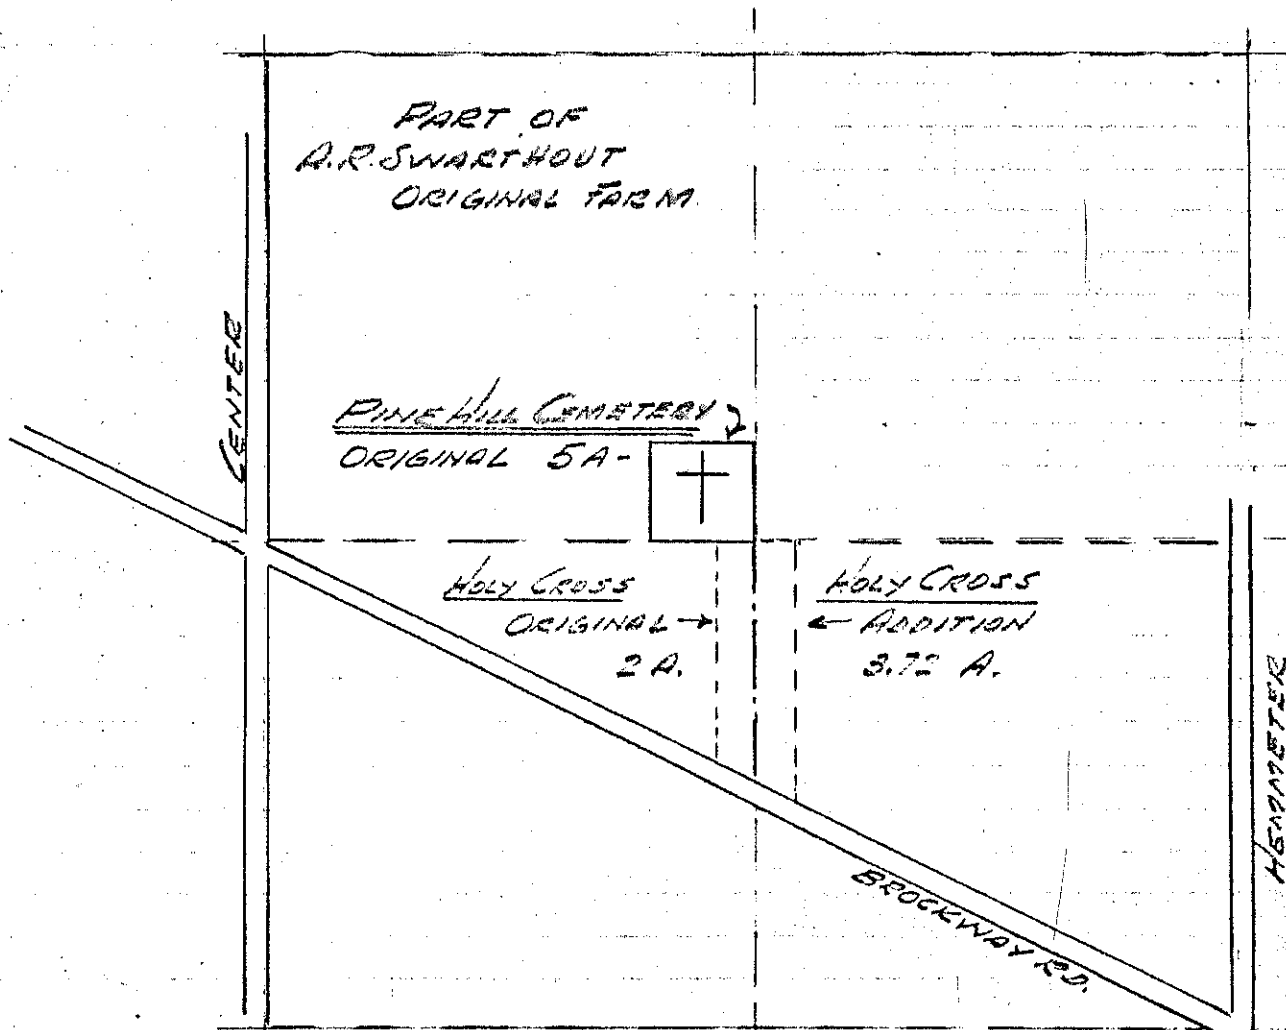 PART OF
A.R. SWARTHOUT
ORIGINAL FARM
CENTER
PINE HILL CEMETERY
ORIGINAL 5A-
HOLY CROSS
ORIGINAL →
2 A.
HOLY CROSS
← ADDITION
3.72 A.
HEMMETER
BROCKWAY RD.